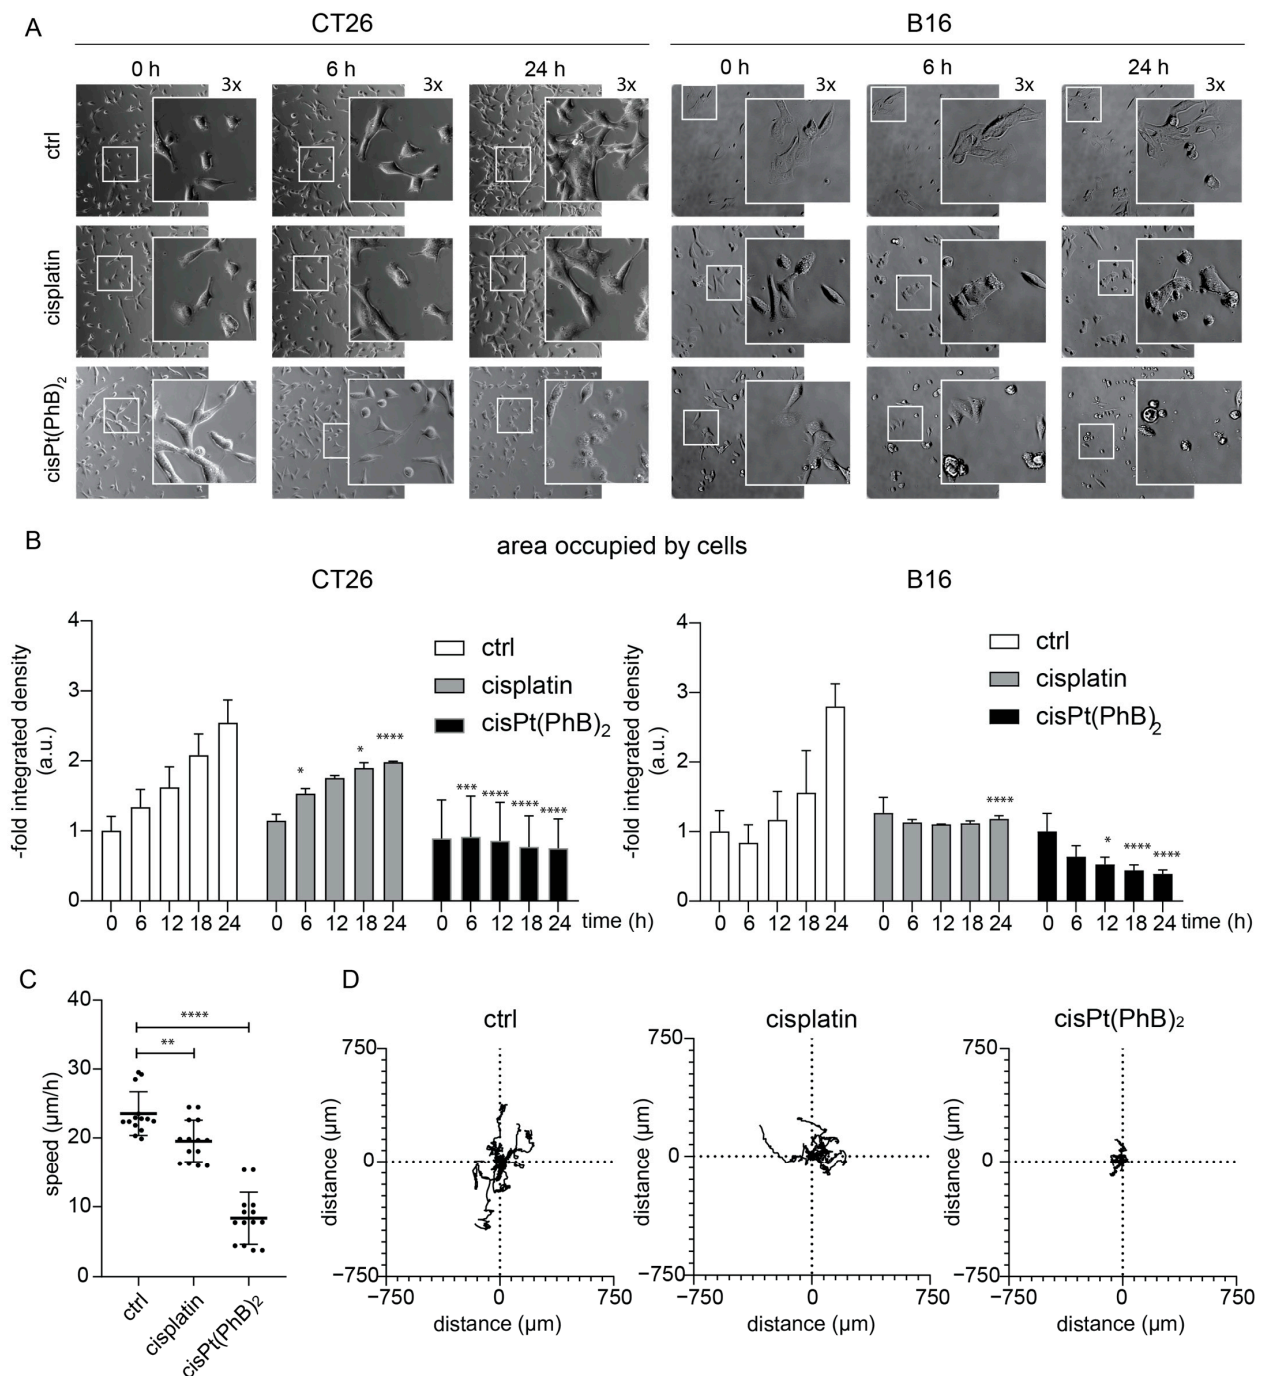 A
CT26
B16
0 h
6 h
24 h
0 h
6 h
24 h
3x
3x
3x
3x
3x
3x
ctrl
cisplatin
cisPt(PhB)2
B
area occupied by cells
CT26
B16
-fold integrated density
(a.u.)
4
3
2
1
0
* * ****
*** **** **** ****
ctrl
cisplatin
cisPt(PhB)2
0 6 12 18 24 0 6 12 18 24 0 6 12 18 24 time (h)
-fold integrated density
(a.u.)
4
3
2
1
0
****
* **** ****
ctrl
cisplatin
cisPt(PhB)2
0 6 12 18 24 0 6 12 18 24 0 6 12 18 24 time (h)
C
speed (µm/h)
40
30
20
10
0
****
**
ctrl
cisplatin
cisPt(PhB)2
D
ctrl
distance (µm)
750
0
−750
−750 0 750
distance (µm)
cisplatin
distance (µm)
750
0
−750
−750 0 750
distance (µm)
cisPt(PhB)2
distance (µm)
750
0
−750
−750 0 750
distance (µm)